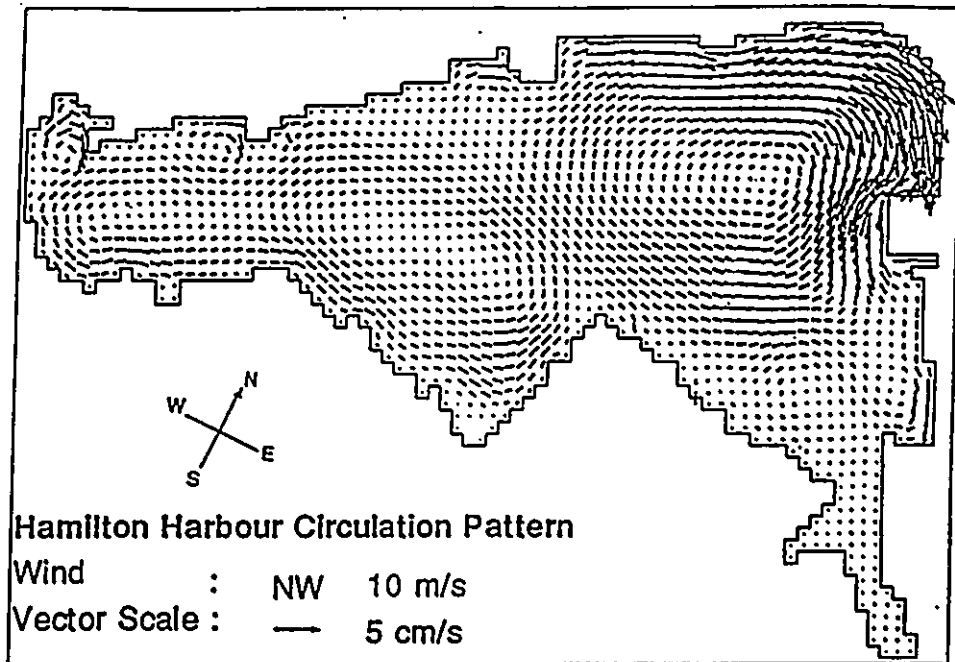 N
W
E
S
Hamilton Harbour Circulation Pattern
Wind : NW 10 m/s
Vector Scale : 5 cm/s